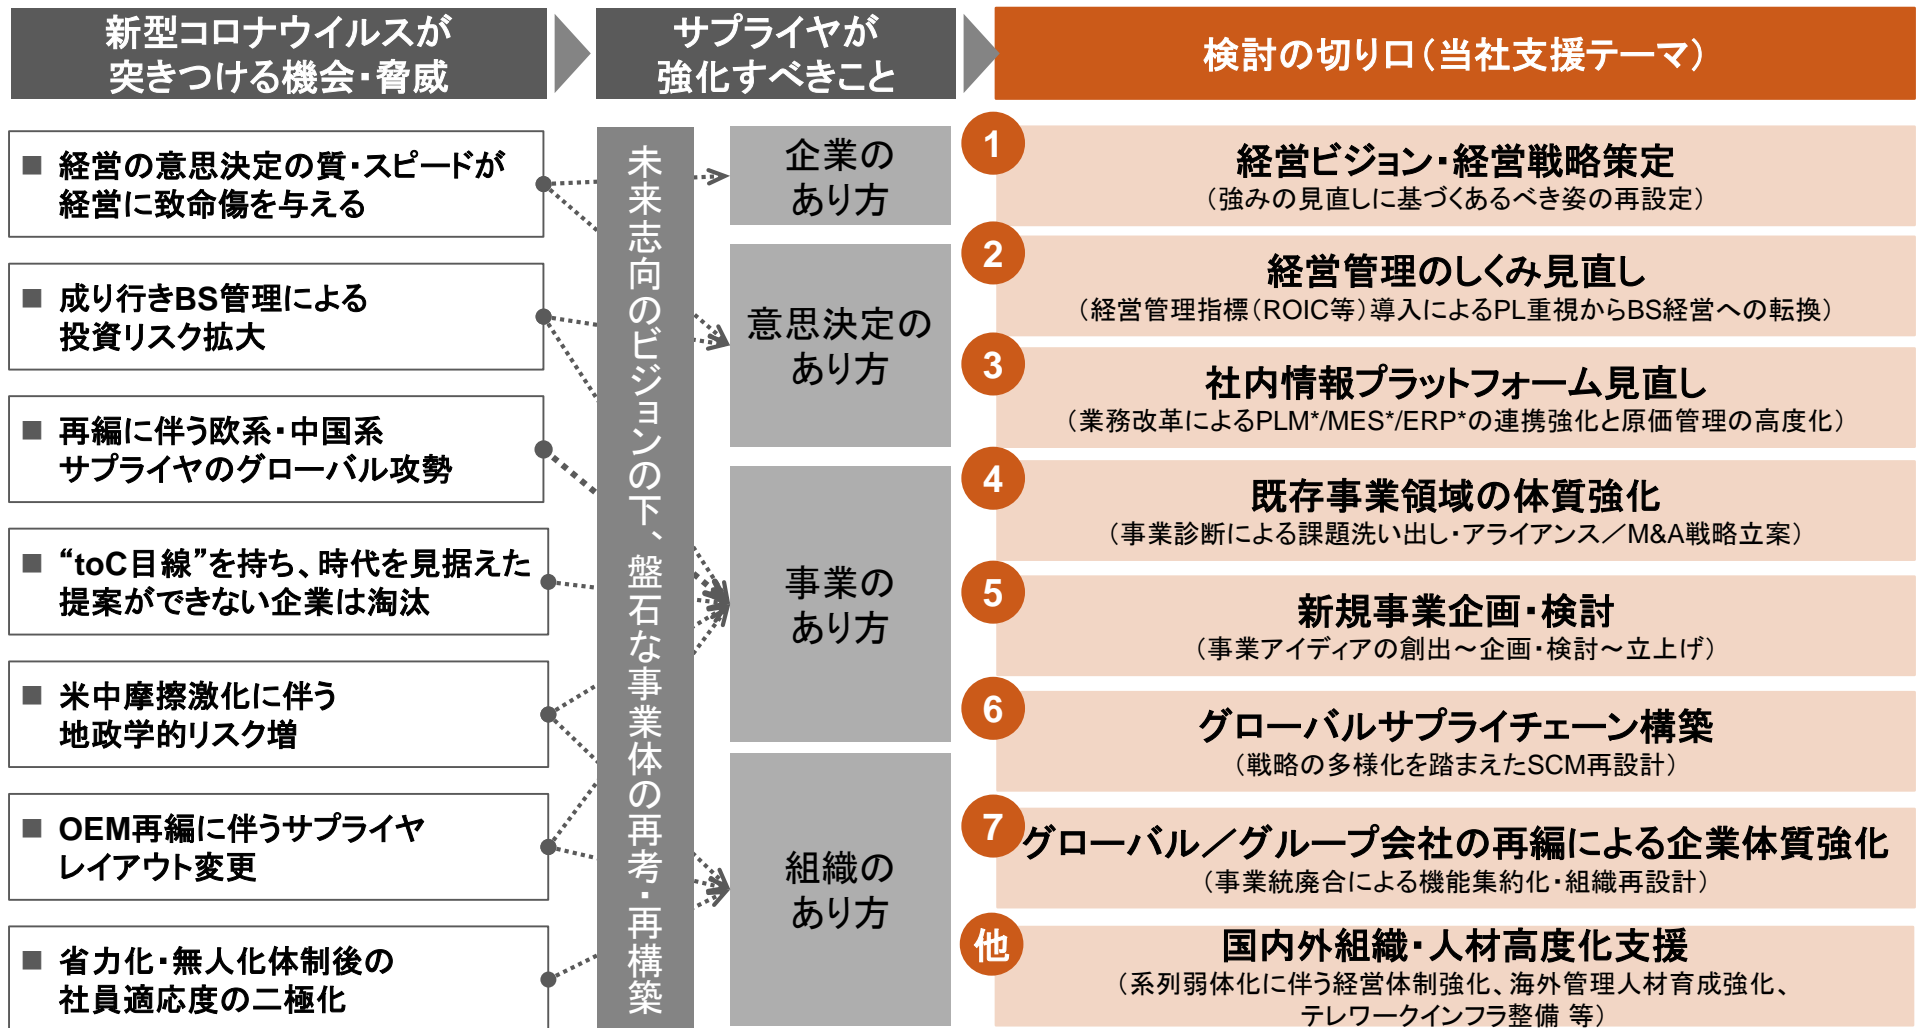 新型コロナウイルスが
突きつける機会・脅威
サプライヤが
強化すべきこと
検討の切り口（当社支援テーマ）
■ 経営の意思決定の質・スピードが
経営に致命傷を与える
■ 成り行きBS管理による
投資リスク拡大
■ 再編に伴う欧系・中国系
サプライヤのグローバル攻勢
■ “toC目線”を持ち、時代を見据えた
提案ができない企業は淘汰
■ 米中摩擦激化に伴う
地政学的リスク増
■ OEM再編に伴うサプライヤ
レイアウト変更
■ 省力化・無人化体制後の
社員適応度の二極化
未来志向のビジョンの下、盤石な事業体の再考・再構築
企業の
あり方
意思決定の
あり方
事業の
あり方
組織の
あり方
1
経営ビジョン・経営戦略策定
（強みの見直しに基づくあるべき姿の再設定）
2
経営管理のしくみ見直し
（経営管理指標（ROIC等）導入によるPL重視からBS経営への転換）
3
社内情報プラットフォーム見直し
（業務改革によるPLM*/MES*/ERP*の連携強化と原価管理の高度化）
4
既存事業領域の体質強化
（事業診断による課題洗い出し・アライアンス／M&A戦略立案）
5
新規事業企画・検討
（事業アイディアの創出～企画・検討～立上げ）
6
グローバルサプライチェーン構築
（戦略の多様化を踏まえたSCM再設計）
7
グローバル／グループ会社の再編による企業体質強化
（事業統廃合による機能集約化・組織再設計）
他
国内外組織・人材高度化支援
（系列弱体化に伴う経営体制強化、海外管理人材育成強化、
テレワークインフラ整備 等）